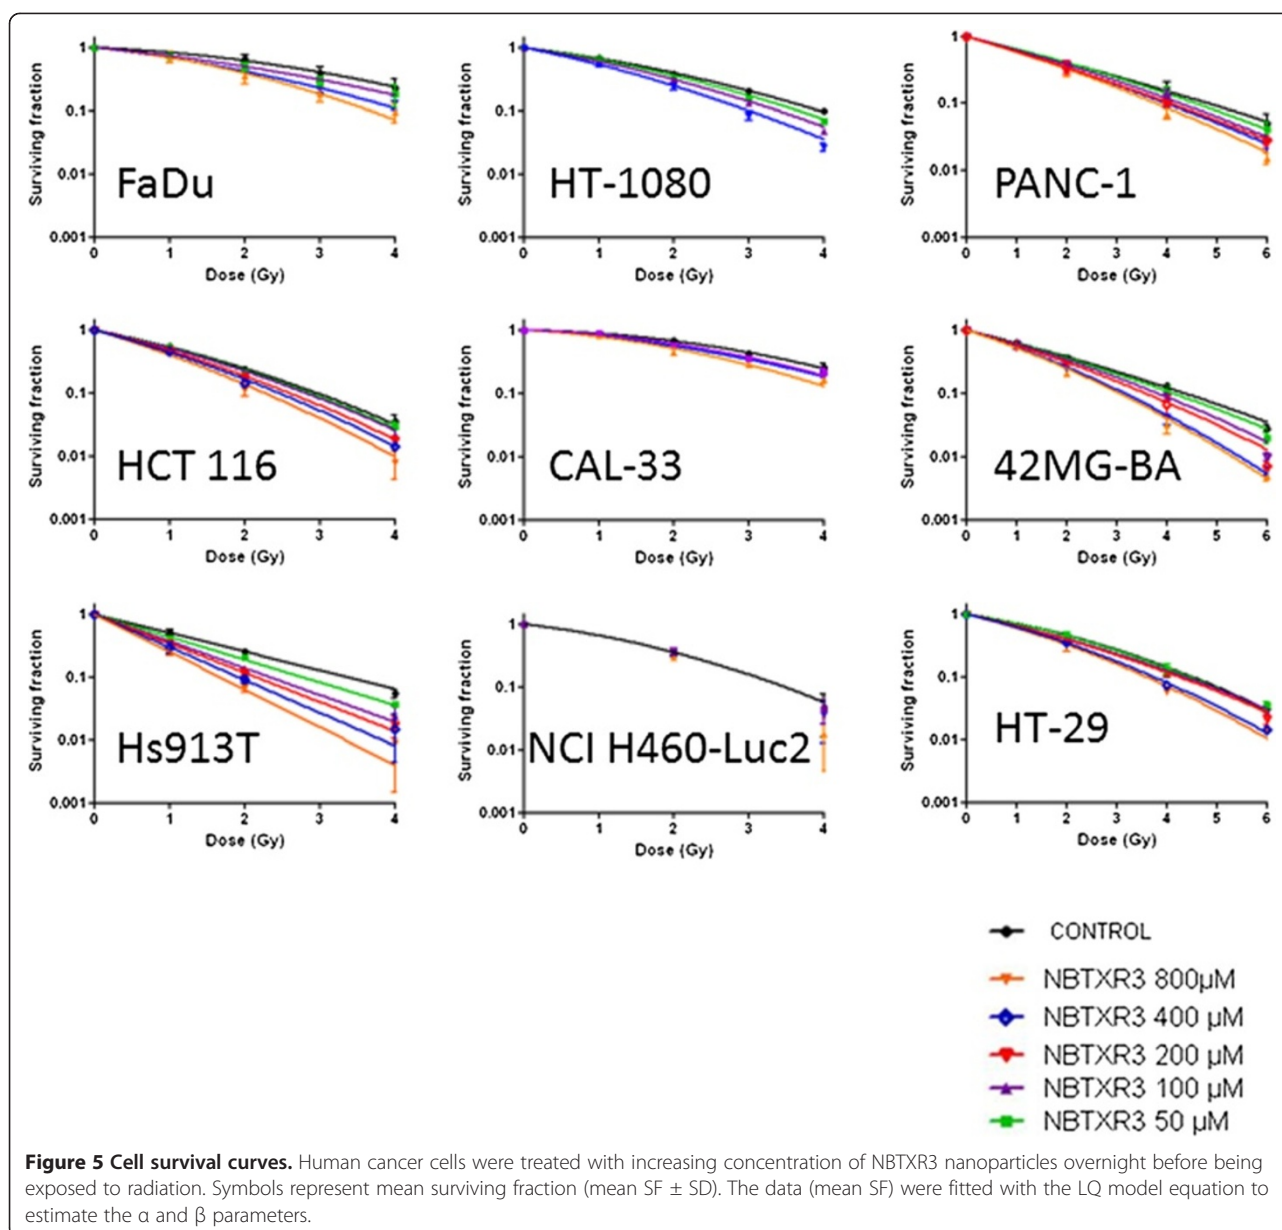 1
0.1
0.01
0.001
Surviving fraction
FaDu
0 1 2 3 4
Dose (Gy)
1
0.1
0.01
0.001
Surviving fraction
HT-1080
0 1 2 3 4
Dose (Gy)
1
0.1
0.01
0.001
Surviving fraction
PANC-1
0 1 2 3 4 5 6
Dose (Gy)
1
0.1
0.01
0.001
Surviving fraction
HCT 116
0 1 2 3 4
Dose (Gy)
1
0.1
0.01
0.001
Surviving fraction
CAL-33
0 1 2 3 4
Dose (Gy)
1
0.1
0.01
0.001
Surviving fraction
42MG-BA
0 1 2 3 4 5 6
Dose (Gy)
1
0.1
0.01
0.001
Surviving fraction
Hs913T
0 1 2 3 4
Dose (Gy)
1
0.1
0.01
0.001
Surviving fraction
NCI H460-Luc2
0 1 2 3 4
Dose (Gy)
1
0.1
0.01
0.001
Surviving fraction
HT-29
0 1 2 3 4 5 6
Dose (Gy)
CONTROL
NBTXR3 800µM
NBTXR3 400 µM
NBTXR3 200 µM
NBTXR3 100 µM
NBTXR3 50 µM
Figure 5 Cell survival curves. Human cancer cells were treated with increasing concentration of NBTXR3 nanoparticles overnight before being
exposed to radiation. Symbols represent mean surviving fraction (mean SF ± SD). The data (mean SF) were fitted with the LQ model equation to
estimate the α and β parameters.